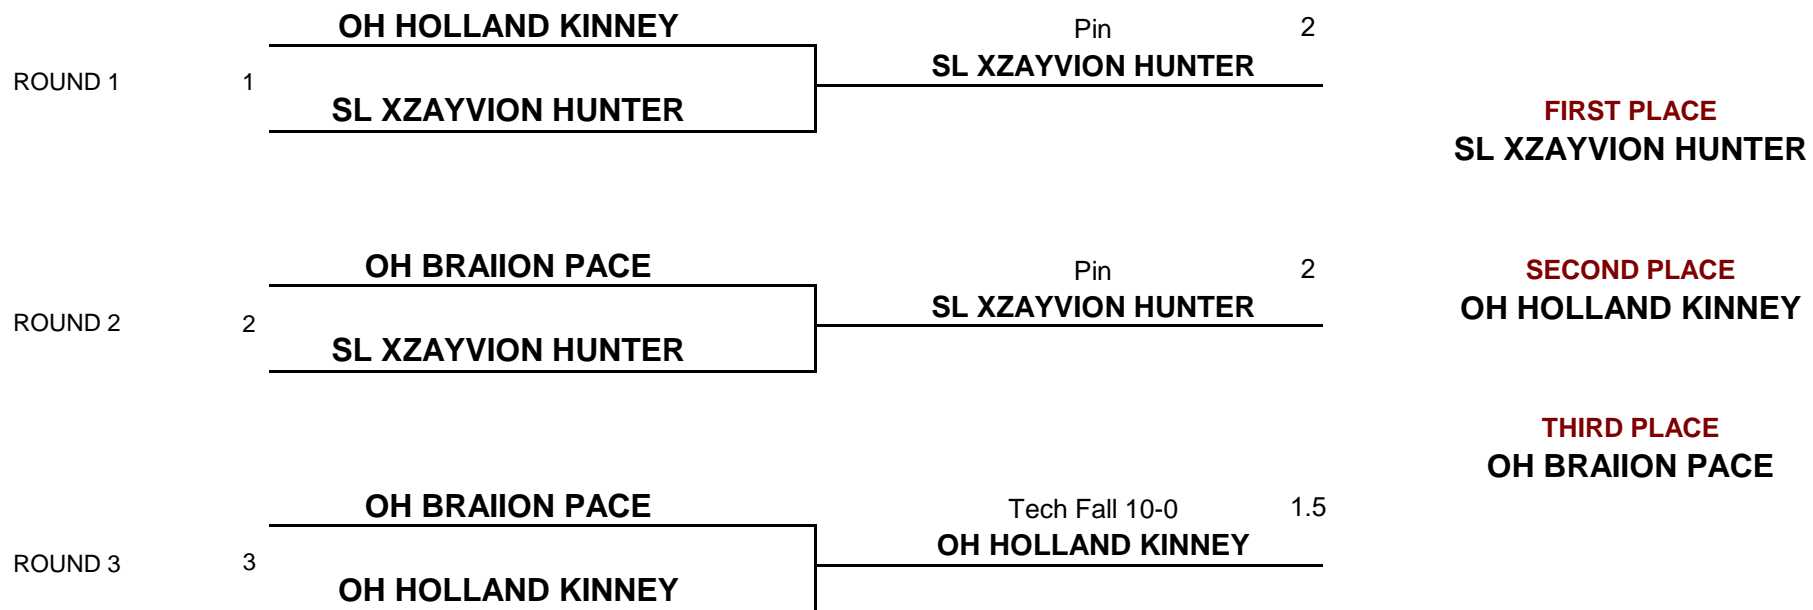 OH HOLLAND KINNEY
Pin 2
SL XZAYVION HUNTER
ROUND 1 1
SL XZAYVION HUNTER
FIRST PLACE
SL XZAYVION HUNTER
OH BRAIION PACE
Pin 2
SL XZAYVION HUNTER
ROUND 2 2
SL XZAYVION HUNTER
SECOND PLACE
OH HOLLAND KINNEY
THIRD PLACE
OH BRAIION PACE
OH BRAIION PACE
Tech Fall 10-0 1.5
OH HOLLAND KINNEY
ROUND 3 3
OH HOLLAND KINNEY